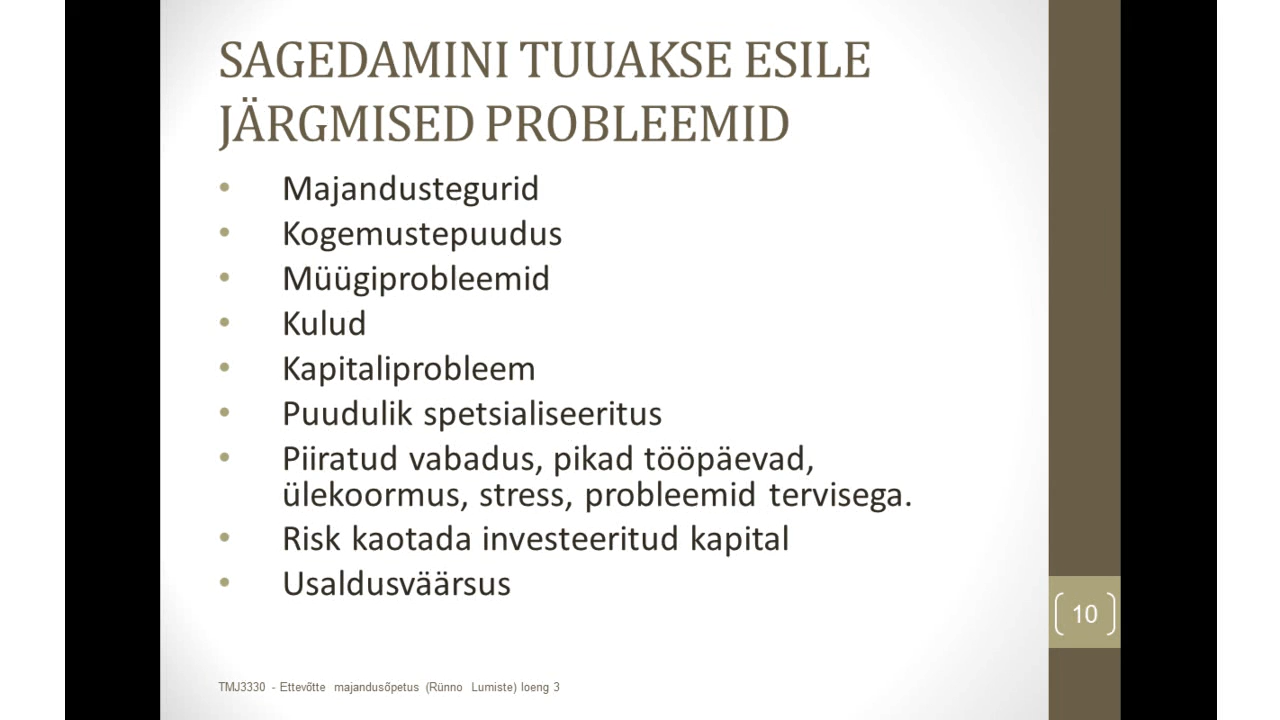 SAGEDAMINI TUUAKSE ESILE
JÄRGMISED PROBLEEMID
• Majandustegurid
• Kogemustepuudus
• Müügiprobleemid
• Kulud
• Kapitaliprobleem
• Puudulik spetsialiseeritus
• Piiratud vabadus, pikad tööpäevad,
ülekoormus, stress, probleemid tervisega.
• Risk kaotada investeeritud kapital
• Usaldusväärsus
10
TMJ3330 - Ettevõtte majandusõpetus (Rünno Lumiste) loeng 3